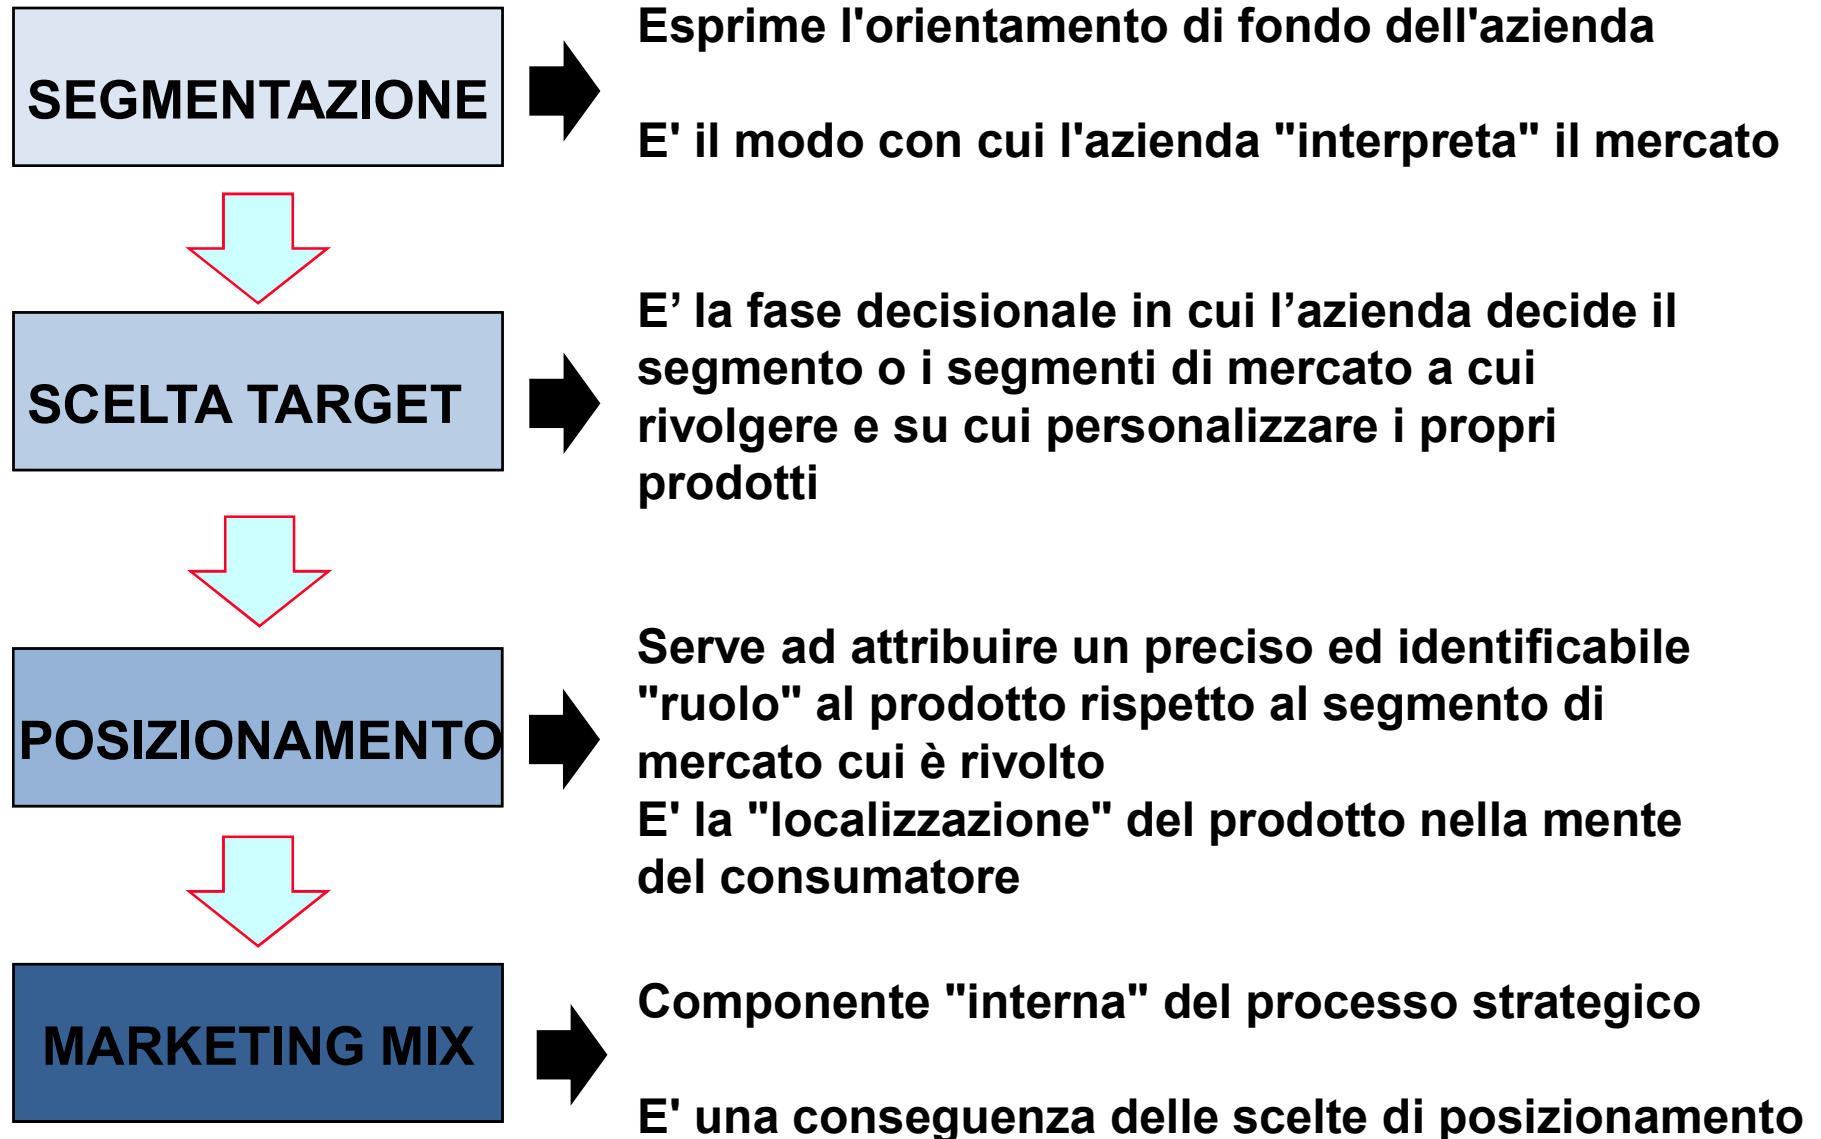 SEGMENTAZIONE
Esprime l'orientamento di fondo dell'azienda
E' il modo con cui l'azienda "interpreta" il mercato
SCELTA TARGET
E’ la fase decisionale in cui l’azienda decide il
segmento o i segmenti di mercato a cui
rivolgere e su cui personalizzare i propri
prodotti
POSIZIONAMENTO
Serve ad attribuire un preciso ed identificabile
"ruolo" al prodotto rispetto al segmento di
mercato cui è rivolto
E' la "localizzazione" del prodotto nella mente
del consumatore
MARKETING MIX
Componente "interna" del processo strategico
E' una conseguenza delle scelte di posizionamento